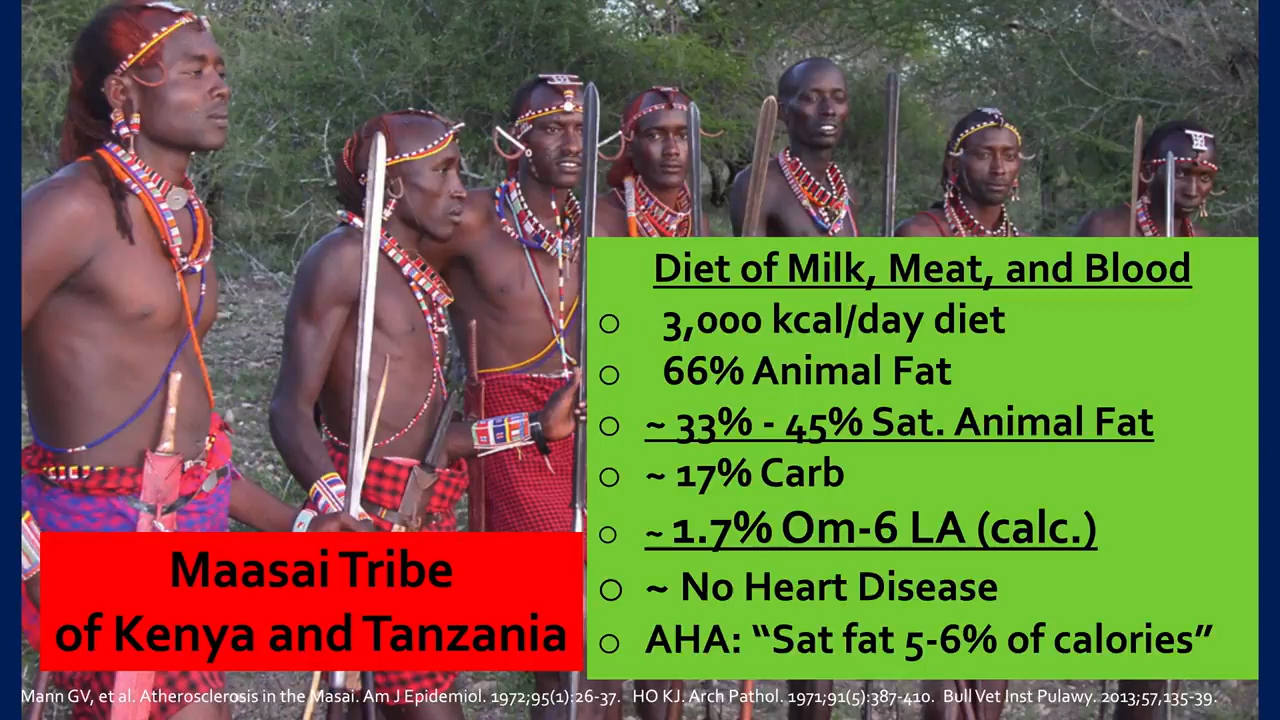 Diet of Milk, Meat, and Blood
o 3,000 kcal/day diet
o 66% Animal Fat
o ~ 33% - 45% Sat. Animal Fat
o ~ 17% Carb
o ~ 1.7% Om-6 LA (calc.)
o ~ No Heart Disease
o AHA: “Sat fat 5-6% of calories”
Maasai Tribe
of Kenya and Tanzania
Mann GV, et al. Atherosclerosis in the Masai. Am J Epidemiol. 1972;95(1):26-37. HO KJ. Arch Pathol. 1971;91(5):387-410. Bull Vet Inst Pulawy. 2013;57,135-39.